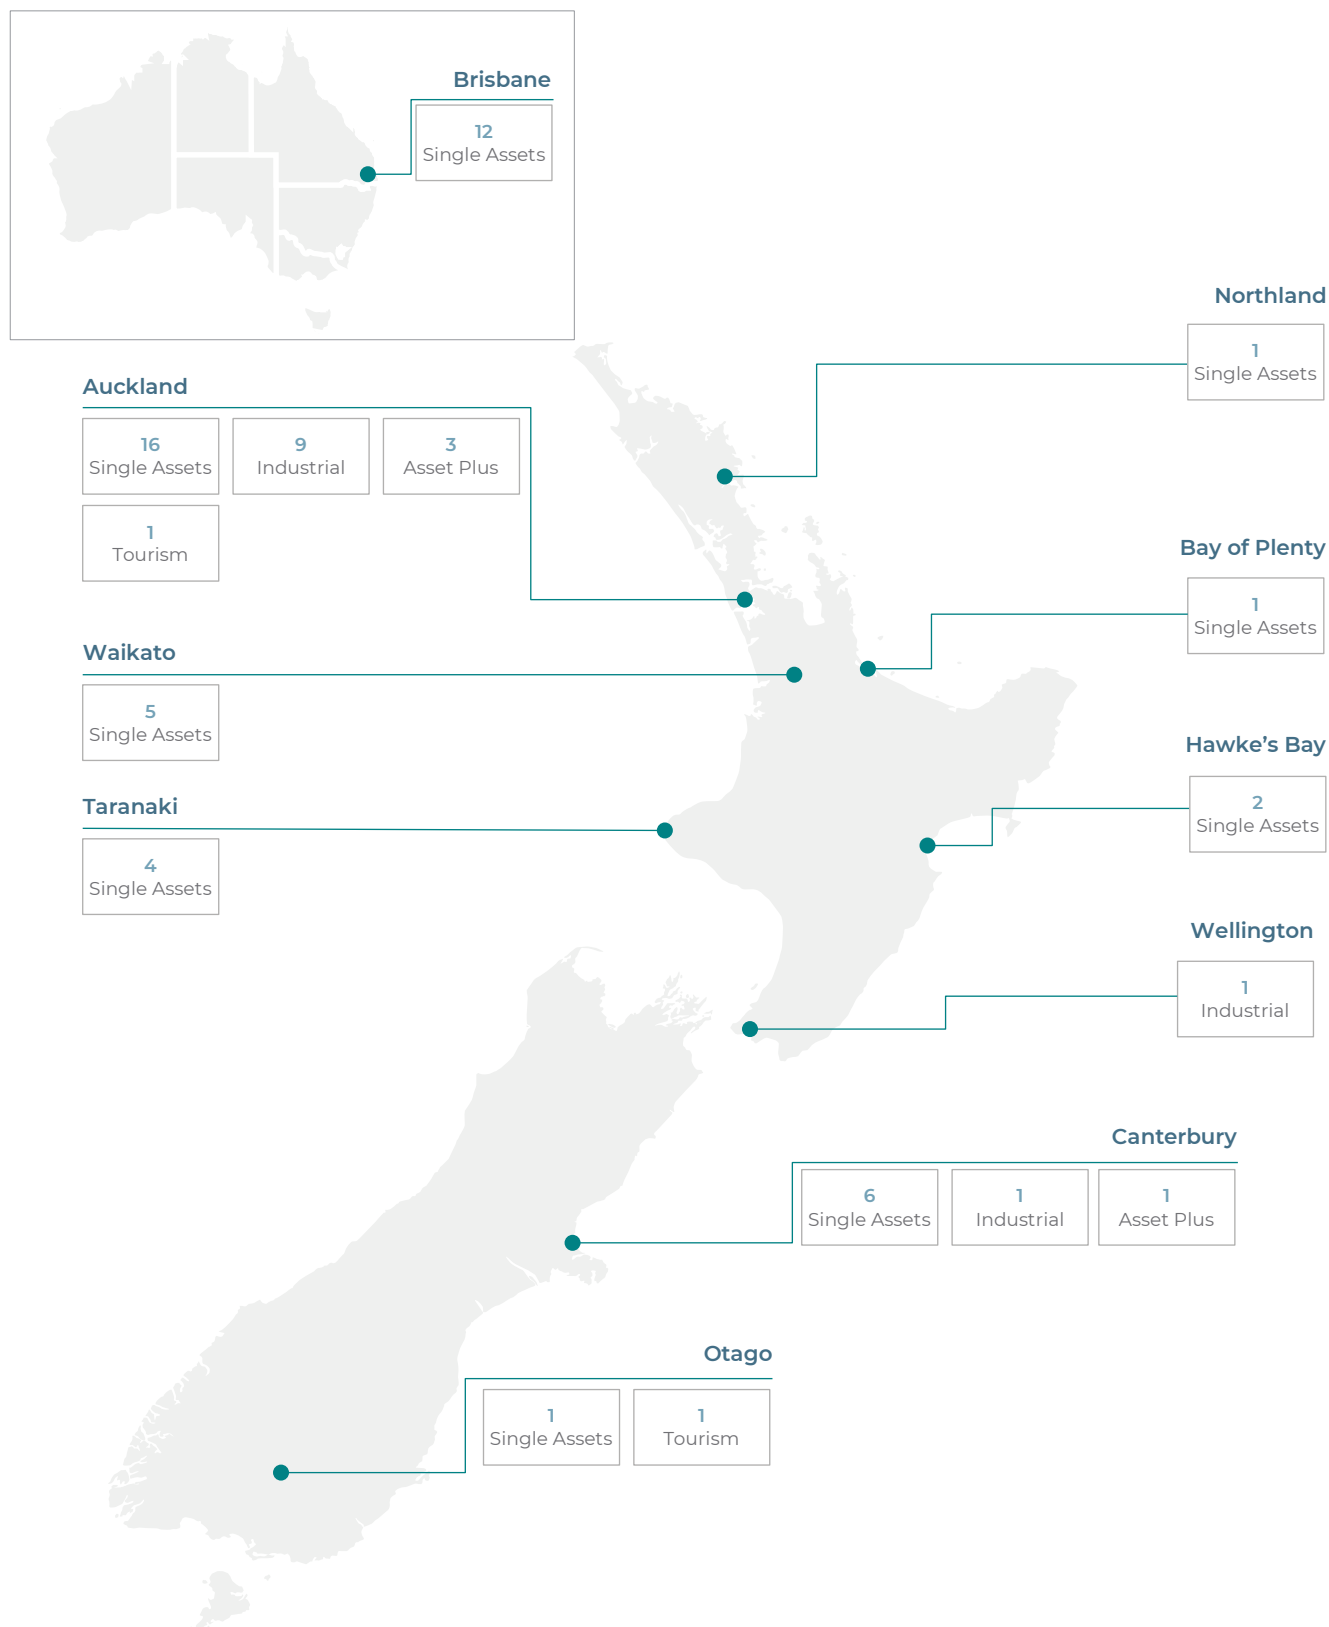 Brisbane
12
Single Assets
Northland
1
Single Assets
Auckland
16
Single Assets
9
Industrial
3
Asset Plus
1
Tourism
Bay of Plenty
1
Single Assets
Waikato
5
Single Assets
Hawke’s Bay
2
Single Assets
Taranaki
4
Single Assets
Wellington
1
Industrial
Canterbury
6
Single Assets
1
Industrial
1
Asset Plus
Otago
1
Single Assets
1
Tourism